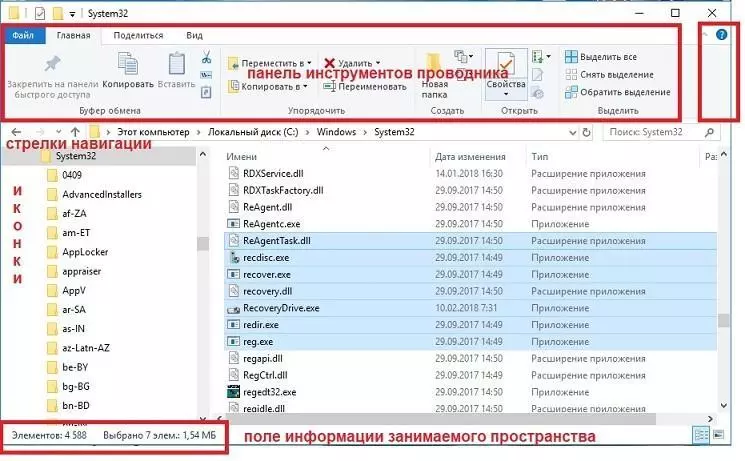 System32
Файл Главная Поделиться Вид
Закрепить на панели быстрого доступа
Копировать
Вставить
Буфер обмена
Переместить в
Копировать в
Удалить
Переименовать
Упорядочить
панель инструментов проводника
Новая папка
Создать
Свойства
Открыть
Выделить все
Снять выделение
Обратить выделение
Выделить
Этот компьютер > Локальный диск (C:) > Windows > System32
Поиск: System32
стрелки навигации
иконки
System32
0409
AdvancedInstallers
af-ZA
am-ET
AppLocker
appraiser
AppV
ar-SA
as-IN
az-Latn-AZ
be-BY
bg-BG
bn-BD
Имени Дата изменения Тип Раз
RDXService.dll 14.01.2018 16:30 Расширение приложения
RDXTaskFactory.dll 29.09.2017 14:50 Расширение приложения
ReAgent.dll 29.09.2017 14:50 Расширение приложения
ReAgentc.exe 29.09.2017 14:50 Приложение
ReAgentTask.dll 29.09.2017 14:50 Расширение приложения
recdisc.exe 29.09.2017 14:49 Приложение
recover.exe 29.09.2017 14:49 Приложение
recovery.dll 29.09.2017 14:50 Расширение приложения
RecoveryDrive.exe 10.02.2018 7:31 Приложение
redir.exe 29.09.2017 14:49 Приложение
reg.exe 29.09.2017 14:49 Приложение
regapi.dll 29.09.2017 14:50 Расширение приложения
RegCtrl.dll 29.09.2017 14:49 Расширение приложения
regedt32.exe 29.09.2017 14:50 Приложение
regidle.dll 29.09.2017 14:50 Расширение приложения
Элементов: 4 588 Выбрано 7 элем.: 1,54 МБ
поле информации занимаемого пространства